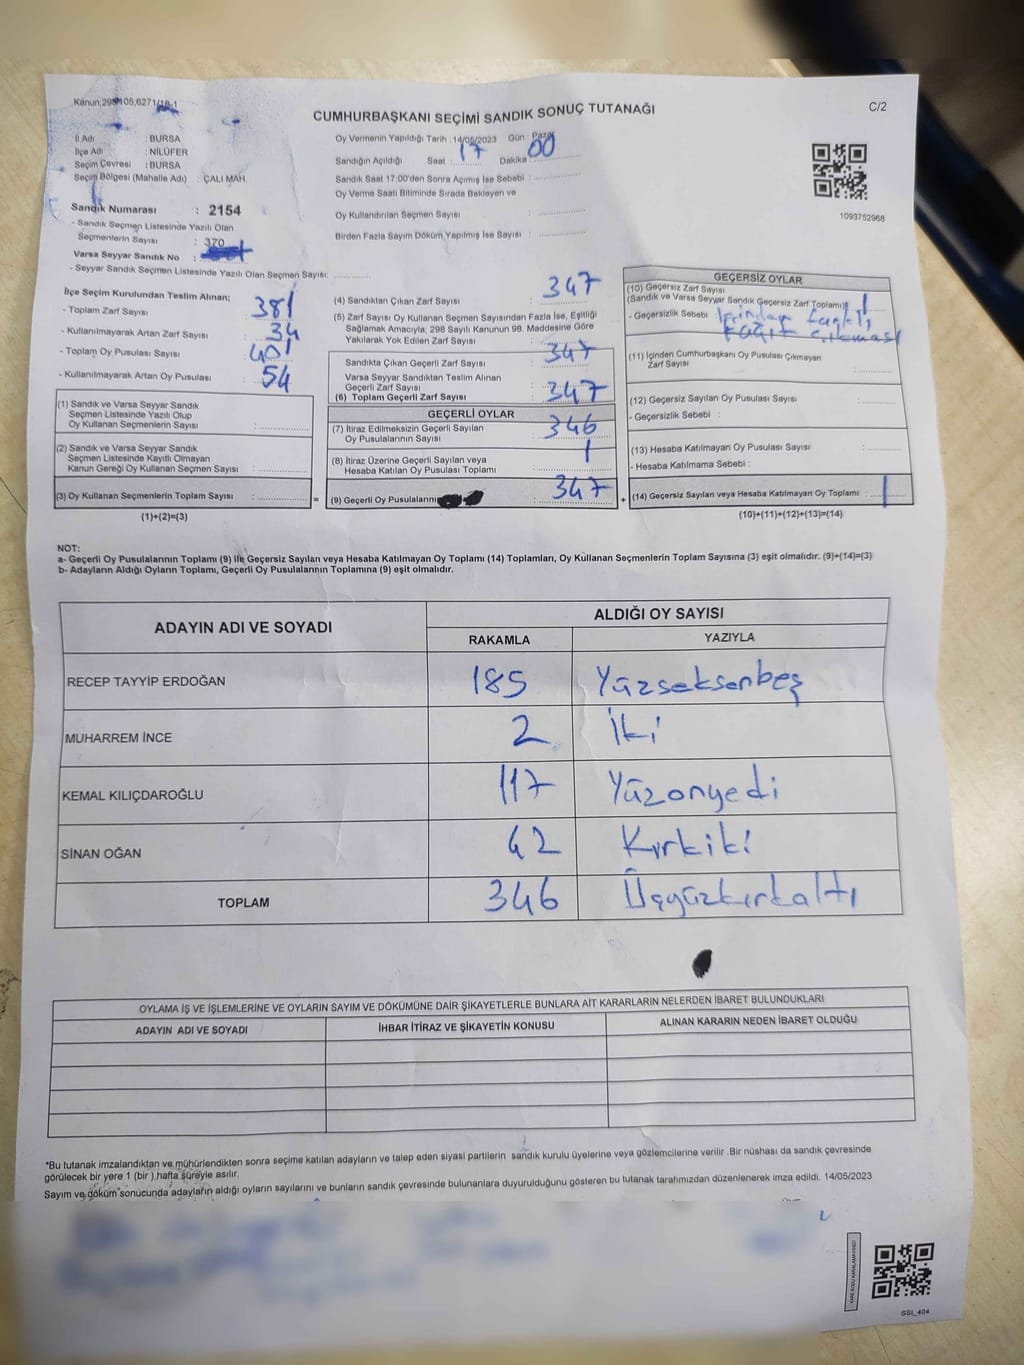 Kanun:298
C/2
CUMHURBAŞKANI SEÇİMİ SANDIK SONUÇ TUTANAĞI
İl Adı : BURSA
İlçe Adı : NİLÜFER
Seçim Çevresi : BURSA
Seçim Bölgesi (Mahalle Adı) : ÇALI MAH.
Sandık Numarası : 2154
- Sandık Seçmen Listesinde Yazılı Olan
Seçmenlerin Sayısı : 370
Varsa Seyyar Sandık No :
- Seyyar Sandık Seçmen Listesinde Yazılı Olan Seçmen Sayısı:
Oy Vermenin Yapıldığı Tarih : 14/05/2023 Gün : Pazar
Sandığın Açıldığı Saat : 17 Dakika : 00
Sandık Saat 17:00'den Sonra Açımış İse Sebebi :
Oy Verme Saati Bitiminde Sırada Bekleyen ve
Oy Kullandırılan Seçmen Sayısı :
Birden Fazla Sayım Döküm Yapılmış İse Sayısı :
1093752968
İlçe Seçim Kurulundan Teslim Alınan;
- Toplam Zarf Sayısı : 381
- Kullanılmayarak Artan Zarf Sayısı : 34
- Toplam Oy Pusulası Sayısı : 401
- Kullanılmayarak Artan Oy Pusulası : 54
(1) Sandık ve Varsa Seyyar Sandık
Seçmen Listesinde Yazılı Olup
Oy Kullanan Seçmenlerin Sayısı :
(2) Sandık ve Varsa Seyyar Sandık
Seçmen Listesinde Kayıtlı Olmayan
Kanun Gereği Oy Kullanan Seçmen Sayısı :
(3) Oy Kullanan Seçmenlerin Toplam Sayısı :
(1)+(2)=(3)
(4) Sandıktan Çıkan Zarf Sayısı : 347
(5) Zarf Sayısı Oy Kullanan Seçmen Sayısından Fazla İse, Eşitliği
Sağlamak Amacıyla, 298 Sayılı Kanunun 98. Maddesine Göre
Yakılarak Yok Edilen Zarf Sayısı :
Sandıkta Çıkan Geçerli Zarf Sayısı : 347
Varsa Seyyar Sandıktan Teslim Alınan
Geçerli Zarf Sayısı :
(6) Toplam Geçerli Zarf Sayısı : 347
GEÇERLİ OYLAR
(7) İtiraz Edilmeksizin Geçerli Sayılan
Oy Pusulalarının Sayısı : 346
(8) İtiraz Üzerine Geçerli Sayılan veya
Hesaba Katılan Oy Pusulası Toplamı : 1
= (9) Geçerli Oy Pusulalarının : 347 +
GEÇERSİZ OYLAR
(10) Geçersiz Zarf Sayısı
(Sandık ve Varsa Seyyar Sandık Geçersiz Zarf Toplamı) : 1
- Geçersizlik Sebebi : İçinden farklı,
kağıt çıkması
(11) İçinden Cumhurbaşkanı Oy Pusulası Çıkmayan
Zarf Sayısı :
(12) Geçersiz Sayılan Oy Pusulası Sayısı :
- Geçersizlik Sebebi :
(13) Hesaba Katılmayan Oy Pusulası Sayısı :
- Hesaba Katılmama Sebebi :
(14) Geçersiz Sayılan veya Hesaba Katılmayan Oy Toplamı : 1
(10)+(11)+(12)+(13)=(14)
NOT:
a- Geçerli Oy Pusulalarının Toplamı (9) ile Geçersiz Sayılan veya Hesaba Katılmayan Oy Toplamı (14) Toplamları, Oy Kullanan Seçmenlerin Toplam Sayısına (3) eşit olmalıdır. (9)+(14)=(3)
b- Adayların Aldığı Oyların Toplamı, Geçerli Oy Pusulalarının Toplamına (9) eşit olmalıdır.
ADAYIN ADI VE SOYADI ALDIĞI OY SAYISI
RAKAMLA YAZIYLA
RECEP TAYYİP ERDOĞAN 185 Yüzseksenbeş
MUHARREM İNCE 2 İki
KEMAL KILIÇDAROĞLU 117 Yüzonyedi
SİNAN OĞAN 42 Kırkiki
TOPLAM 346 Üçyüzkırkaltı
OYLAMA İŞ VE İŞLEMLERİNE VE OYLARIN SAYIM VE DÖKÜMÜNE DAİR ŞİKAYETLERLE BUNLARA AİT KARARLARIN NELERDEN İBARET BULUNDUKLARI
ADAYIN ADI VE SOYADI İHBAR İTİRAZ VE ŞİKAYETİN KONUSU ALINAN KARARIN NEDEN İBARET OLDUĞU
*Bu tutanak imzalandıktan ve mühürlendikten sonra seçime katılan adayların ve talep eden siyasi partilerin sandık kurulu üyelerine veya gözlemcilerine verilir. Bir nüshası da sandık çevresinde
görülecek bir yere 1 (bir ) hafta süreyle asılır.
Sayım ve döküm sonucunda adayların aldığı oyların sayılarını ve bunların sandık çevresinde bulunanlara duyurulduğunu gösteren bu tutanak tarafımızdan düzenlenerek imza edildi. 14/05/2023
KARE KODU KARALAMAYINIZ!
SSI_404